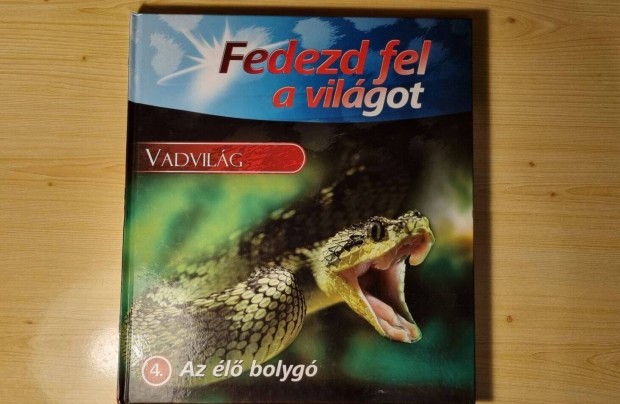 Fedezd fel
a világot
VADVILÁG
4. Az élő bolygó